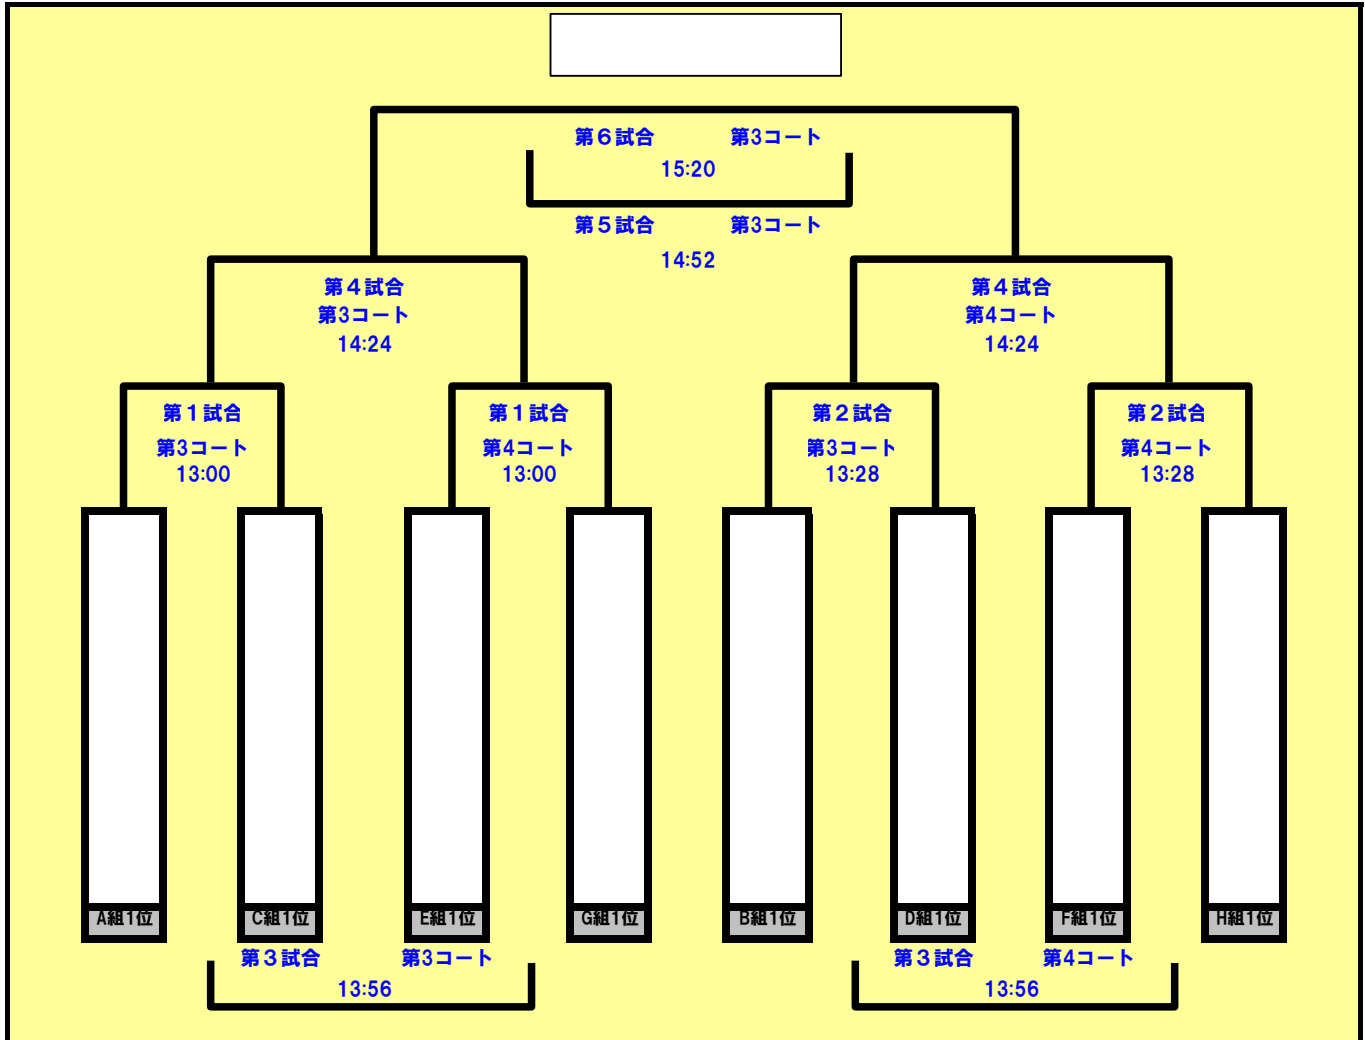 第６試合 第3コート
15:20
第５試合 第3コート
14:52
第４試合
第3コート
14:24
第４試合
第4コート
14:24
第１試合
第3コート
13:00
第１試合
第4コート
13:00
第２試合
第3コート
13:28
第２試合
第4コート
13:28
A組1位
C組1位
E組1位
G組1位
B組1位
D組1位
F組1位
H組1位
第３試合 第3コート
13:56
第３試合 第4コート
13:56